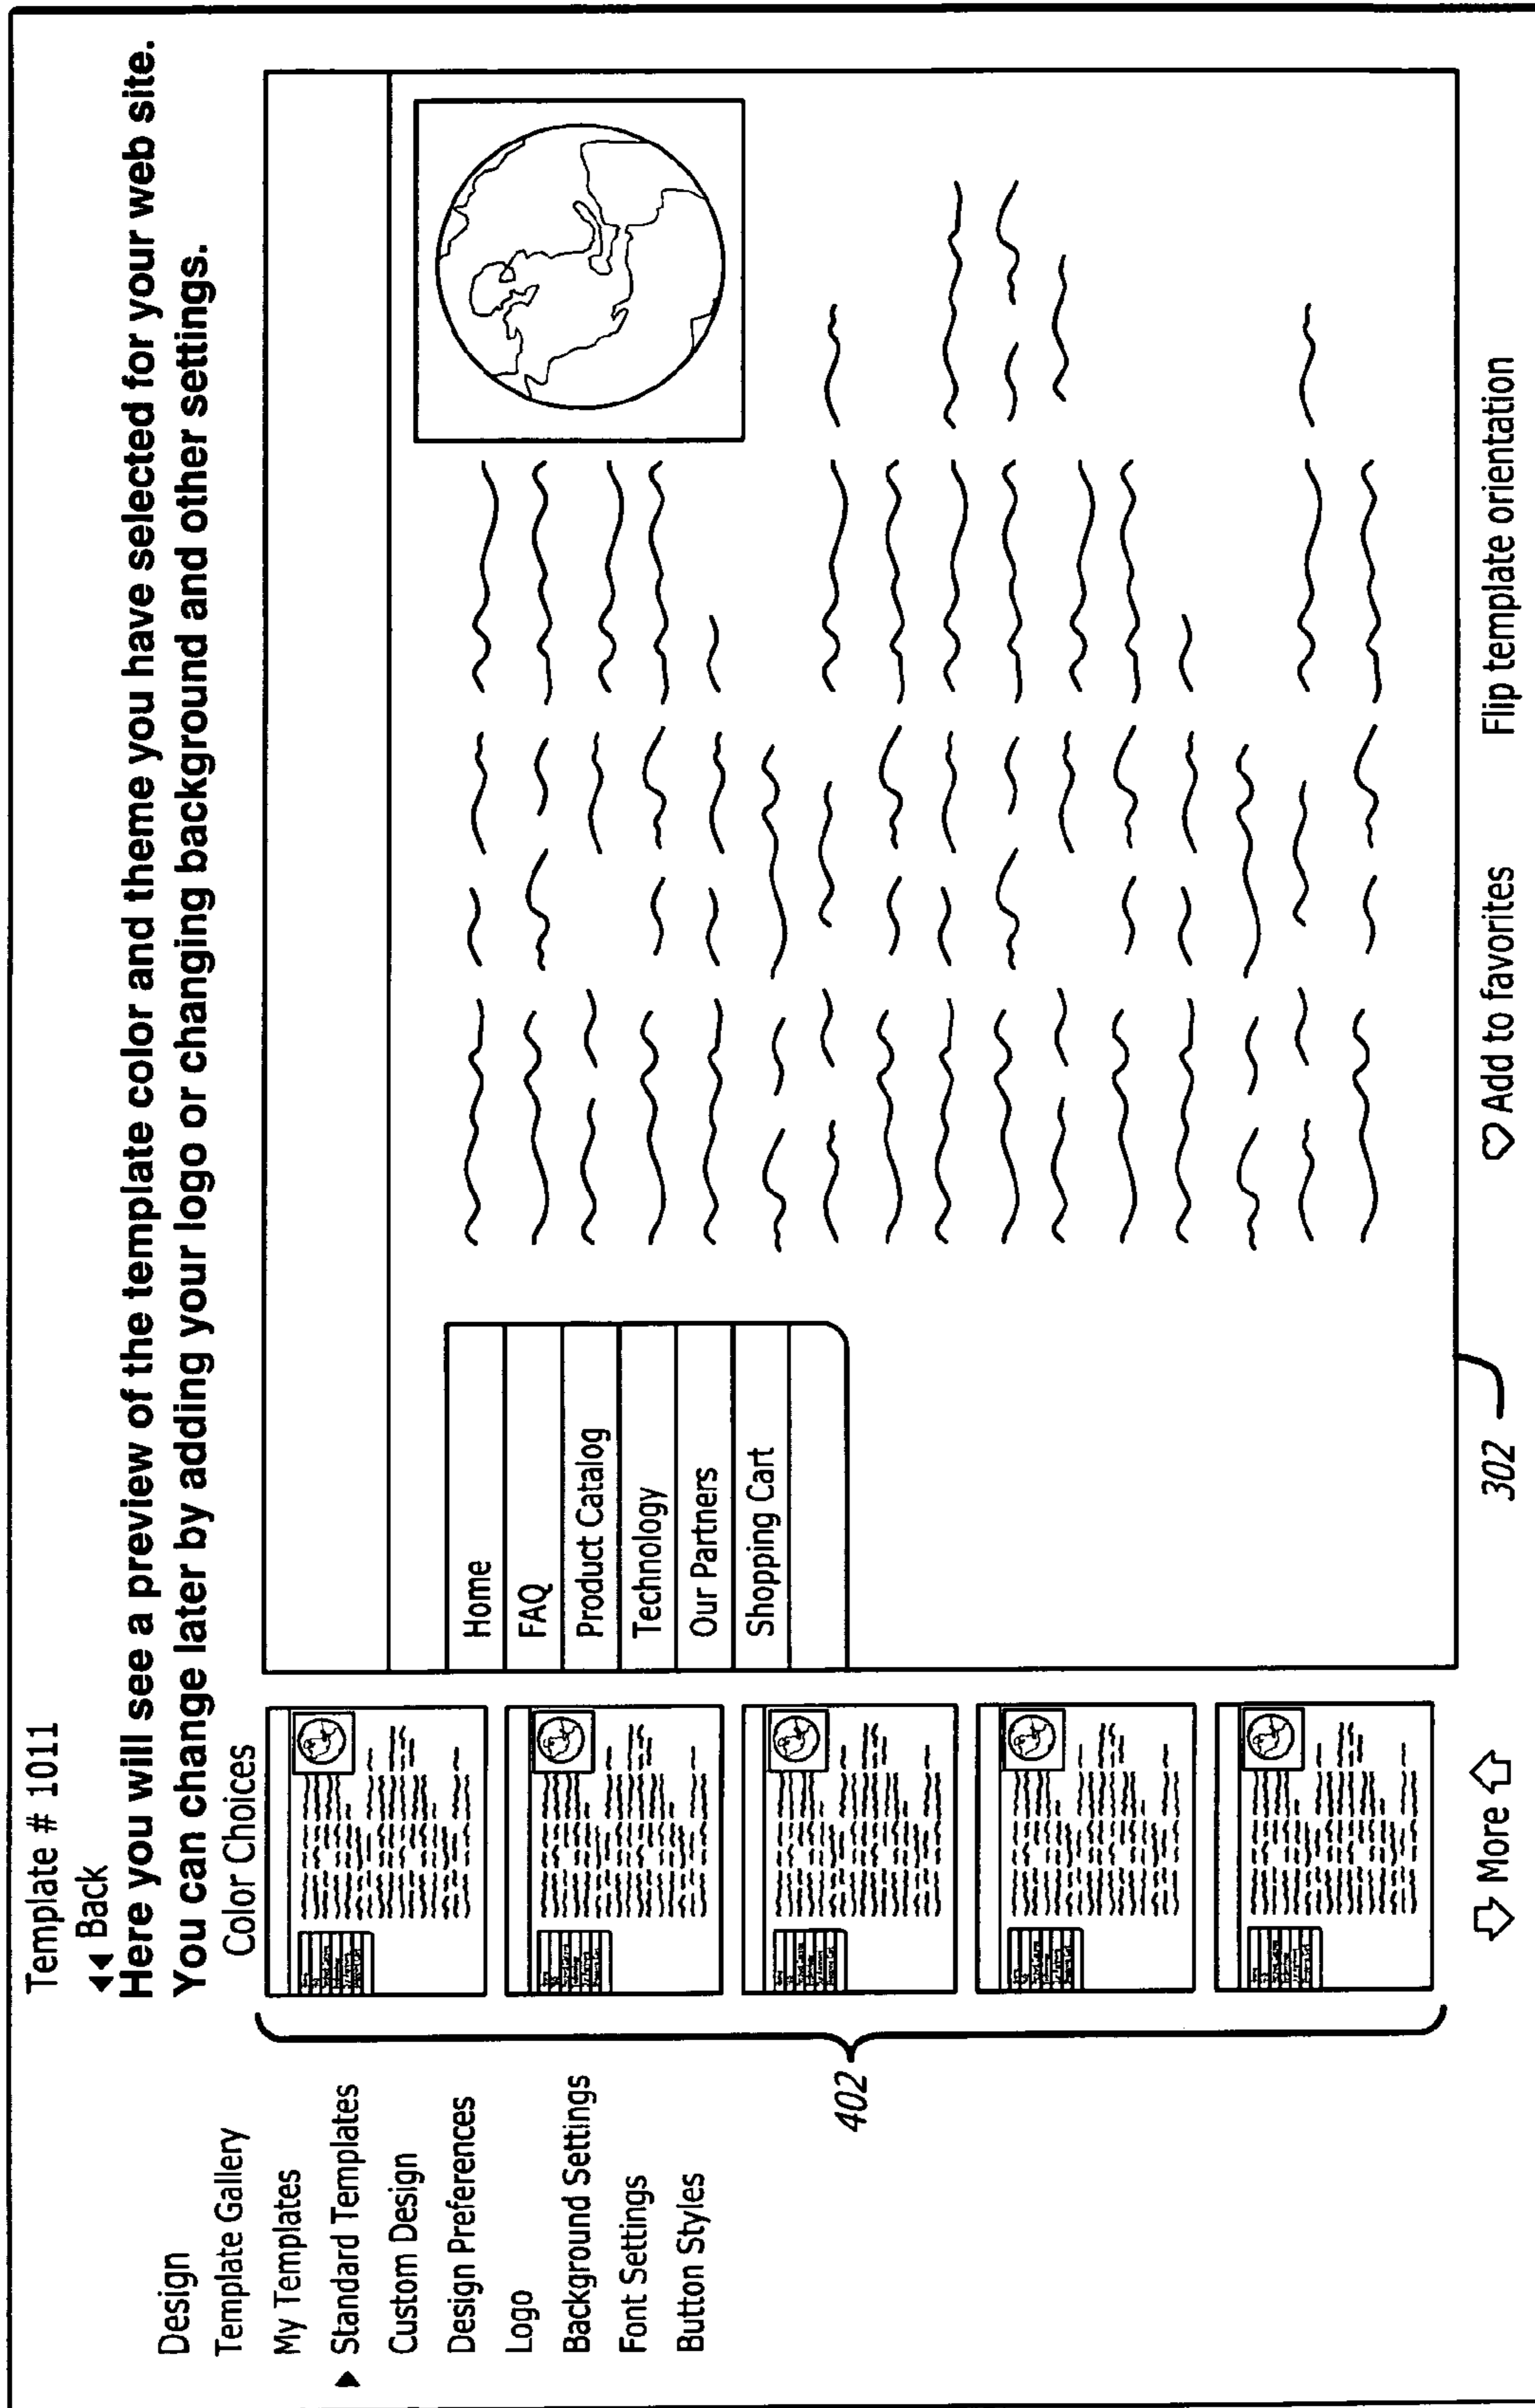 Template # 1011
◀◀ Back
Here you will see a preview of the template color and theme you have selected for your web site.
You can change later by adding your logo or changing background and other settings.
Design
Template Gallery
My Templates
▶ Standard Templates
Custom Design
Design Preferences
Logo
Background Settings
Font Settings
Button Styles
402
Color Choices
More
Home
FAQ
Product Catalog
Technology
Our Partners
Shopping Cart
302
♡ Add to favorites
Flip template orientation